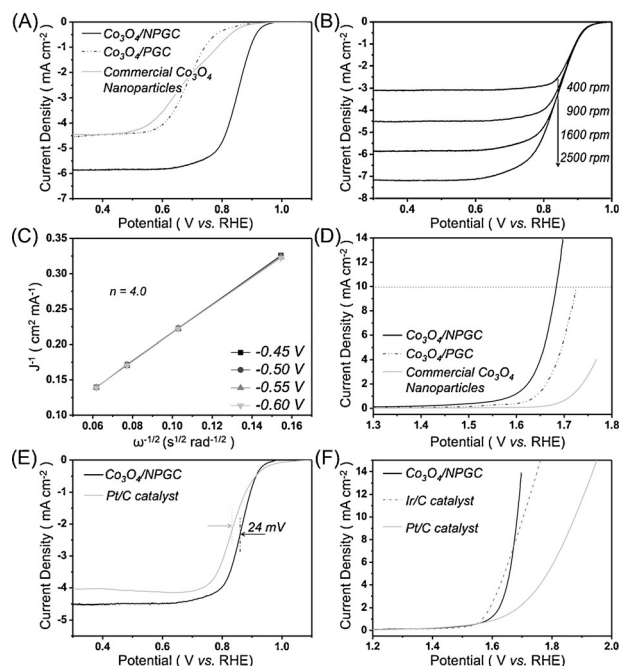 (A)
Co₃O₄/NPGC
Co₃O₄/PGC
Commercial Co₃O₄
Nanoparticles
0
-1
-2
-3
-4
-5
-6
0.4 0.6 0.8 1.0
Current Density ( mA cm⁻²)
Potential ( V vs. RHE)
(B)
400 rpm
900 rpm
1600 rpm
2500 rpm
0
-1
-2
-3
-4
-5
-6
-7
-8
0.4 0.6 0.8 1.0
Current Density ( mA cm⁻²)
Potential ( V vs. RHE)
(C)
n = 4.0
-0.45 V
-0.50 V
-0.55 V
-0.60 V
0.35
0.30
0.25
0.20
0.15
0.10
0.06 0.08 0.10 0.12 0.14 0.16
J⁻¹ ( cm² mA⁻¹)
ω⁻¹/² (s¹/² rad⁻¹/²)
(D)
Co₃O₄/NPGC
Co₃O₄/PGC
Commercial Co₃O₄
Nanoparticles
14
12
10
8
6
4
2
0
1.3 1.4 1.5 1.6 1.7 1.8
Current Density ( mA cm⁻²)
Potential ( V vs. RHE)
(E)
Co₃O₄/NPGC
Pt/C catalyst
24 mV
0
-1
-2
-3
-4
-5
0.4 0.6 0.8 1.0
Current Density ( mA cm⁻²)
Potential ( V vs. RHE)
(F)
Co₃O₄/NPGC
Ir/C catalyst
Pt/C catalyst
15
10
5
0
1.2 1.4 1.6 1.8 2.0
Current Density ( mA cm⁻²)
Potential ( V vs. RHE)